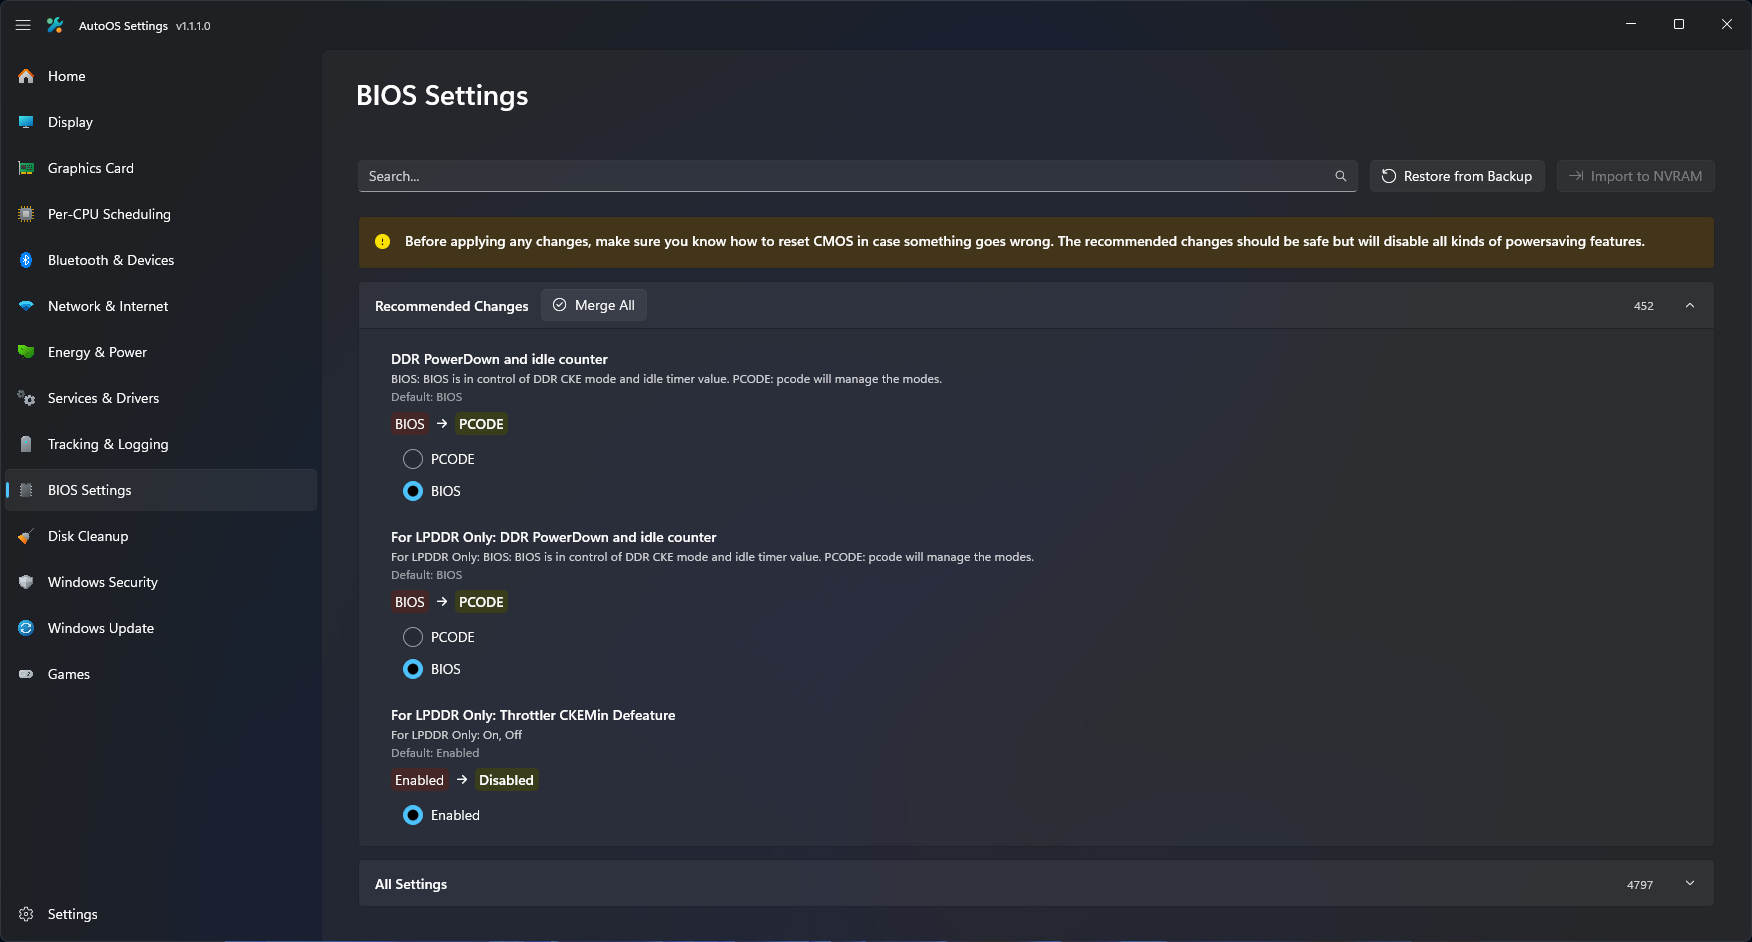 AutoOS Settings v1.1.1.0
Home
Display
Graphics Card
Per-CPU Scheduling
Bluetooth & Devices
Network & Internet
Energy & Power
Services & Drivers
Tracking & Logging
BIOS Settings
Disk Cleanup
Windows Security
Windows Update
Games
Settings
BIOS Settings
Search...
Restore from Backup
Import to NVRAM
Before applying any changes, make sure you know how to reset CMOS in case something goes wrong. The recommended changes should be safe but will disable all kinds of powersaving features.
Recommended Changes Merge All 452
DDR PowerDown and idle counter
BIOS: BIOS is in control of DDR CKE mode and idle timer value. PCODE: pcode will manage the modes.
Default: BIOS
BIOS → PCODE
PCODE
BIOS
For LPDDR Only: DDR PowerDown and idle counter
For LPDDR Only: BIOS: BIOS is in control of DDR CKE mode and idle timer value. PCODE: pcode will manage the modes.
Default: BIOS
BIOS → PCODE
PCODE
BIOS
For LPDDR Only: Throttler CKEMin Defeature
For LPDDR Only: On, Off
Default: Enabled
Enabled → Disabled
Enabled
All Settings 4797